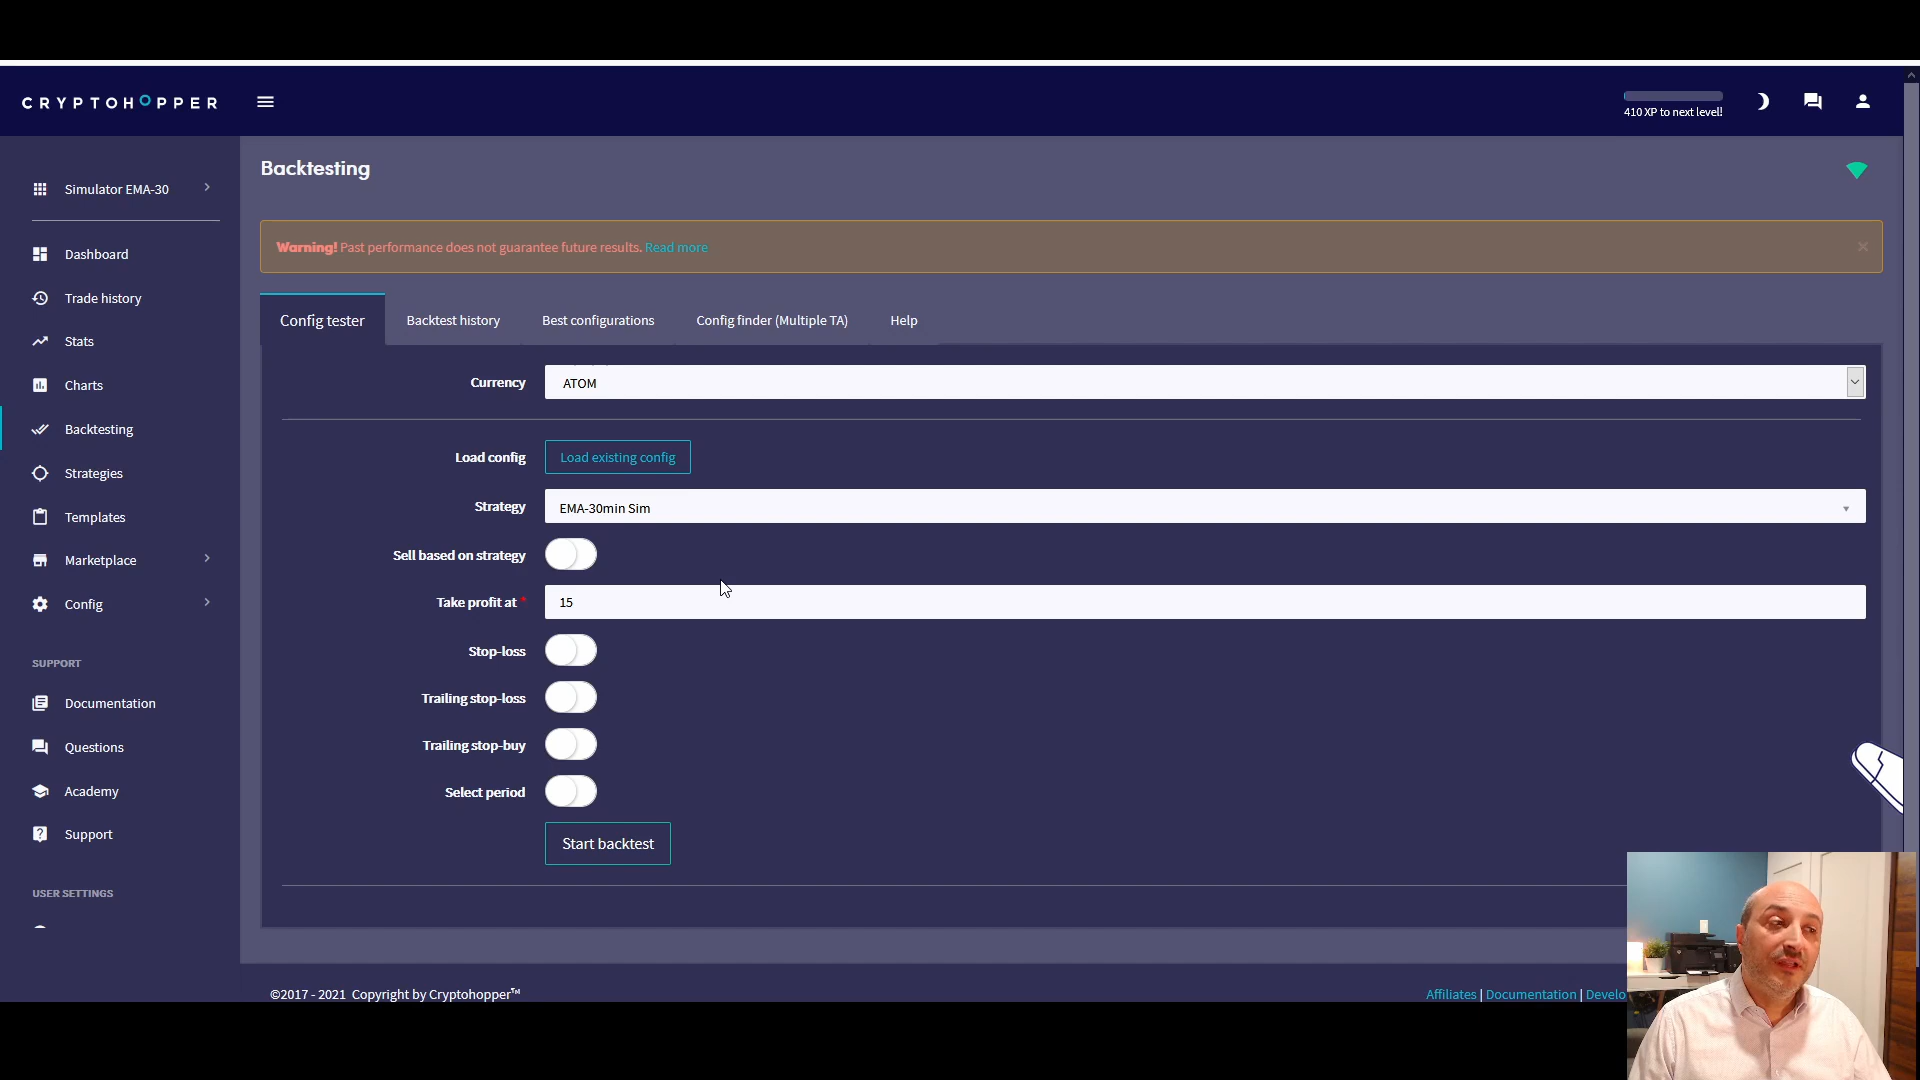 CRYPTOHOPPER
410 XP to next level!
Simulator EMA-30
Dashboard
Trade history
Stats
Charts
Backtesting
Strategies
Templates
Marketplace
Config
SUPPORT
Documentation
Questions
Academy
Support
USER SETTINGS
Backtesting
Warning! Past performance does not guarantee future results. Read more
Config tester
Backtest history
Best configurations
Config finder (Multiple TA)
Help
Currency
ATOM
Load config
Load existing config
Strategy
EMA-30min Sim
Sell based on strategy
Take profit at *
15
Stop-loss
Trailing stop-loss
Trailing stop-buy
Select period
Start backtest
©2017 - 2021 Copyright by Cryptohopper™
Affiliates | Documentation | Develo